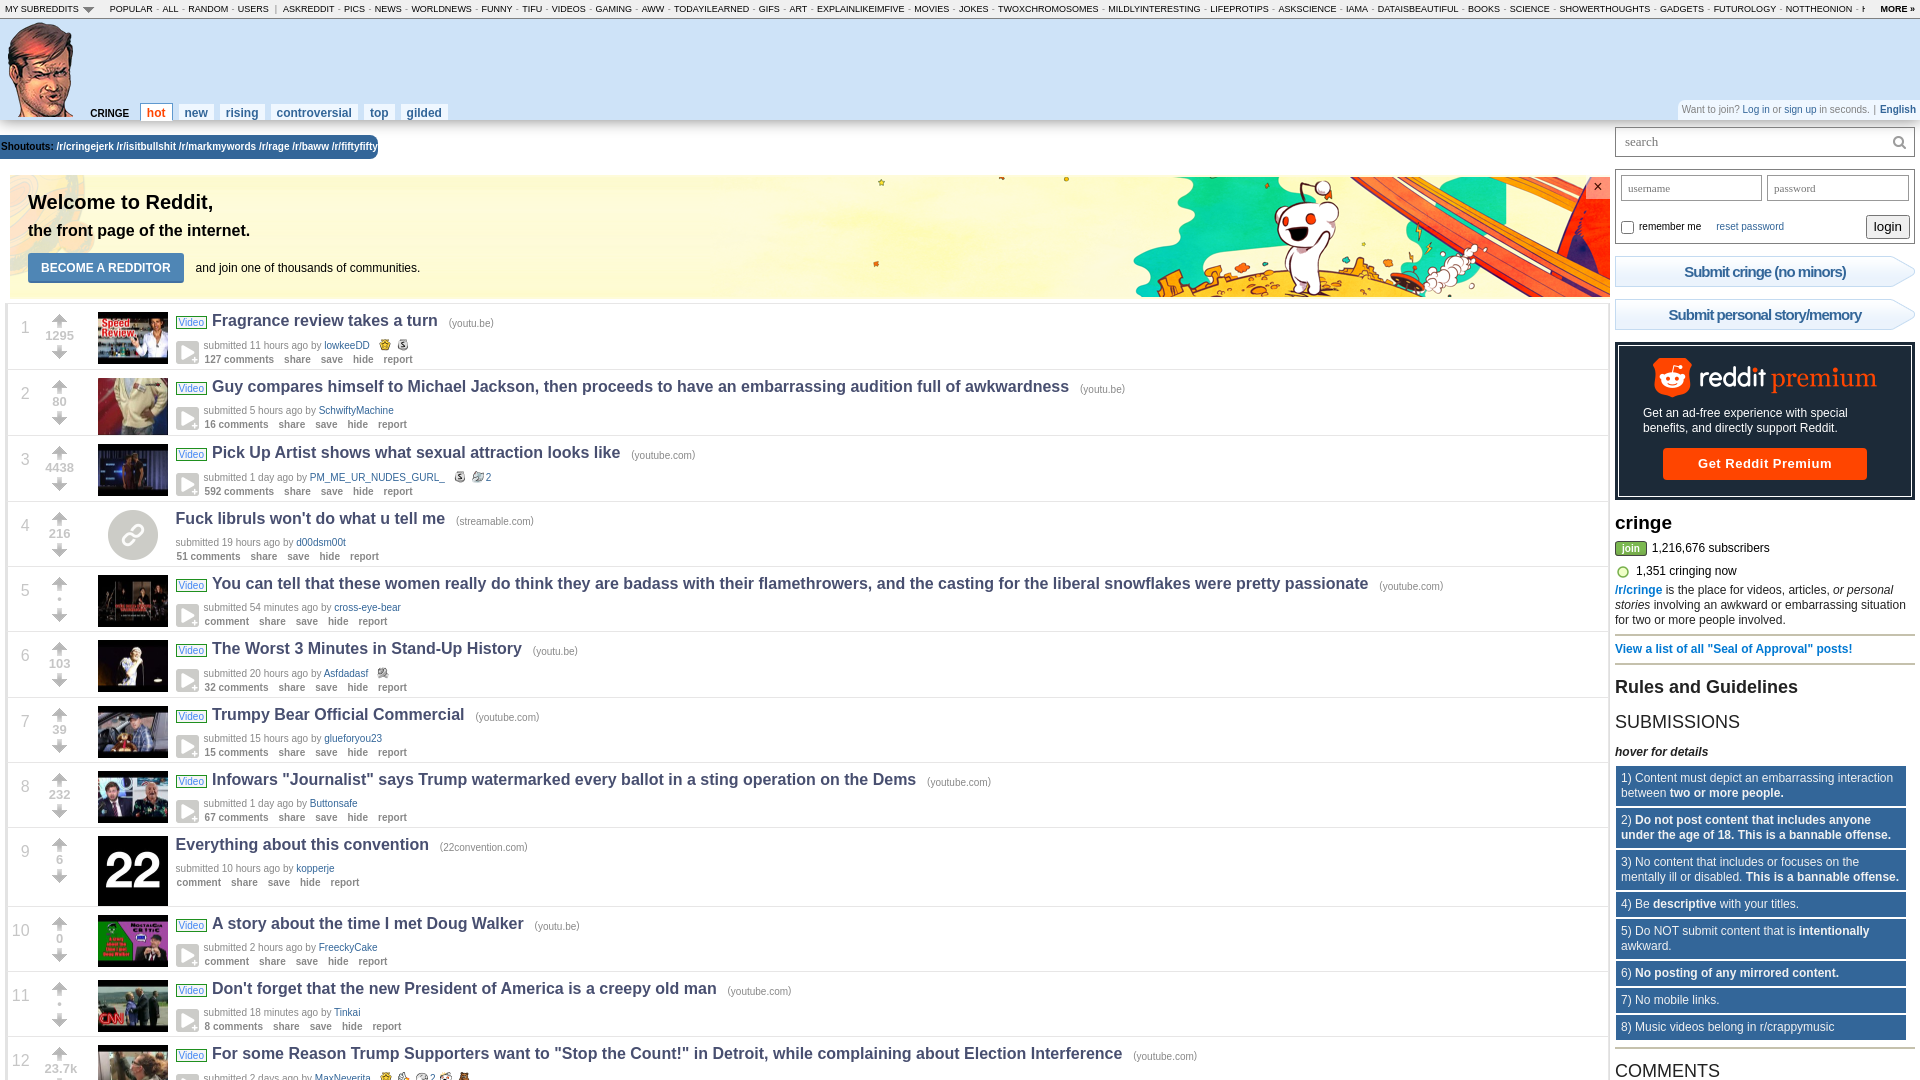 MY SUBREDDITS POPULAR - ALL - RANDOM - USERS | ASKREDDIT - PICS - NEWS - WORLDNEWS - FUNNY - TIFU - VIDEOS - GAMING - AWW - TODAYILEARNED - GIFS - ART - EXPLAINLIKEIMFIVE - MOVIES - JOKES - TWOXCHROMOSOMES - MILDLYINTERESTING - LIFEPROTIPS - ASKSCIENCE - IAMA - DATAISBEAUTIFUL - BOOKS - SCIENCE - SHOWERTHOUGHTS - GADGETS - FUTUROLOGY - NOTTHEONION - MORE »
CRINGE hot new rising controversial top gilded
Want to join? Log in or sign up in seconds. | English
Shoutouts: /r/cringejerk /r/isitbullshit /r/markmywords /r/rage /r/baww /r/fiftyfifty
Welcome to Reddit,
the front page of the internet.
BECOME A REDDITOR and join one of thousands of communities.
×
1
1295
Speed Review
Video Fragrance review takes a turn (youtu.be)
submitted 11 hours ago by lowkeeDD
127 comments share save hide report
2
80
Video Guy compares himself to Michael Jackson, then proceeds to have an embarrassing audition full of awkwardness (youtu.be)
submitted 5 hours ago by SchwiftyMachine
16 comments share save hide report
3
4438
Video Pick Up Artist shows what sexual attraction looks like (youtube.com)
submitted 1 day ago by PM_ME_UR_NUDES_GURL_ 2
592 comments share save hide report
4
216
Fuck libruls won't do what u tell me (streamable.com)
submitted 19 hours ago by d00dsm00t
51 comments share save hide report
5
•
Video You can tell that these women really do think they are badass with their flamethrowers, and the casting for the liberal snowflakes were pretty passionate (youtube.com)
submitted 54 minutes ago by cross-eye-bear
comment share save hide report
6
103
Video The Worst 3 Minutes in Stand-Up History (youtu.be)
submitted 20 hours ago by Asfdadasf
32 comments share save hide report
7
39
Video Trumpy Bear Official Commercial (youtube.com)
submitted 15 hours ago by glueforyou23
15 comments share save hide report
8
232
Video Infowars "Journalist" says Trump watermarked every ballot in a sting operation on the Dems (youtube.com)
submitted 1 day ago by Buttonsafe
67 comments share save hide report
9
6
22
Everything about this convention (22convention.com)
submitted 10 hours ago by kopperje
comment share save hide report
10
0
Video A story about the time I met Doug Walker (youtu.be)
submitted 2 hours ago by FreeckyCake
comment share save hide report
11
•
CNN
Video Don't forget that the new President of America is a creepy old man (youtube.com)
submitted 18 minutes ago by Tinkai
8 comments share save hide report
12
23.7k
Video For some Reason Trump Supporters want to "Stop the Count!" in Detroit, while complaining about Election Interference (youtube.com)
submitted 2 days ago by MaxNeverita 2
search
username password
remember me reset password login
Submit cringe (no minors)
Submit personal story/memory
reddit premium
Get an ad-free experience with special
benefits, and directly support Reddit.
Get Reddit Premium
cringe
join 1,216,676 subscribers
1,351 cringing now
/r/cringe is the place for videos, articles, or personal
stories involving an awkward or embarrassing situation
for two or more people involved.
View a list of all "Seal of Approval" posts!
Rules and Guidelines
SUBMISSIONS
hover for details
1) Content must depict an embarrassing interaction
between two or more people.
2) Do not post content that includes anyone
under the age of 18. This is a bannable offense.
3) No content that includes or focuses on the
mentally ill or disabled. This is a bannable offense.
4) Be descriptive with your titles.
5) Do NOT submit content that is intentionally
awkward.
6) No posting of any mirrored content.
7) No mobile links.
8) Music videos belong in r/crappymusic
COMMENTS